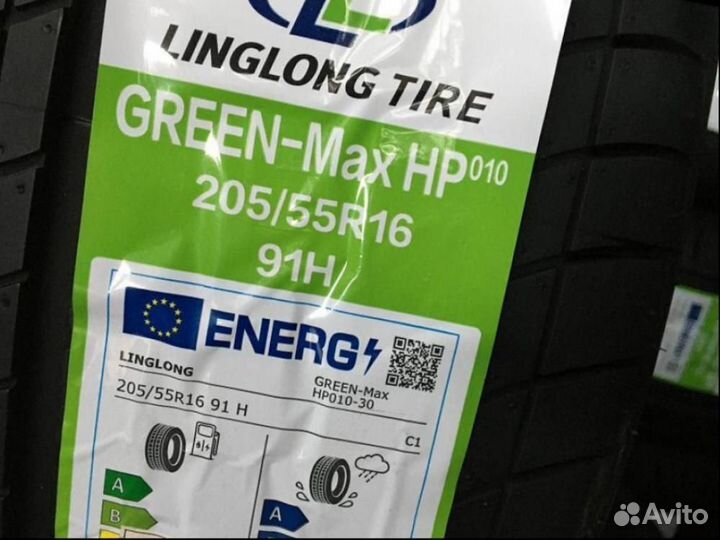 LINGLONG TIRE
GREEN-Max HP010
205/55R16
91H
ENERG
LINGLONG
GREEN-Max
HP010-30
205/55R16 91 H
C1
A
A
B
Avito